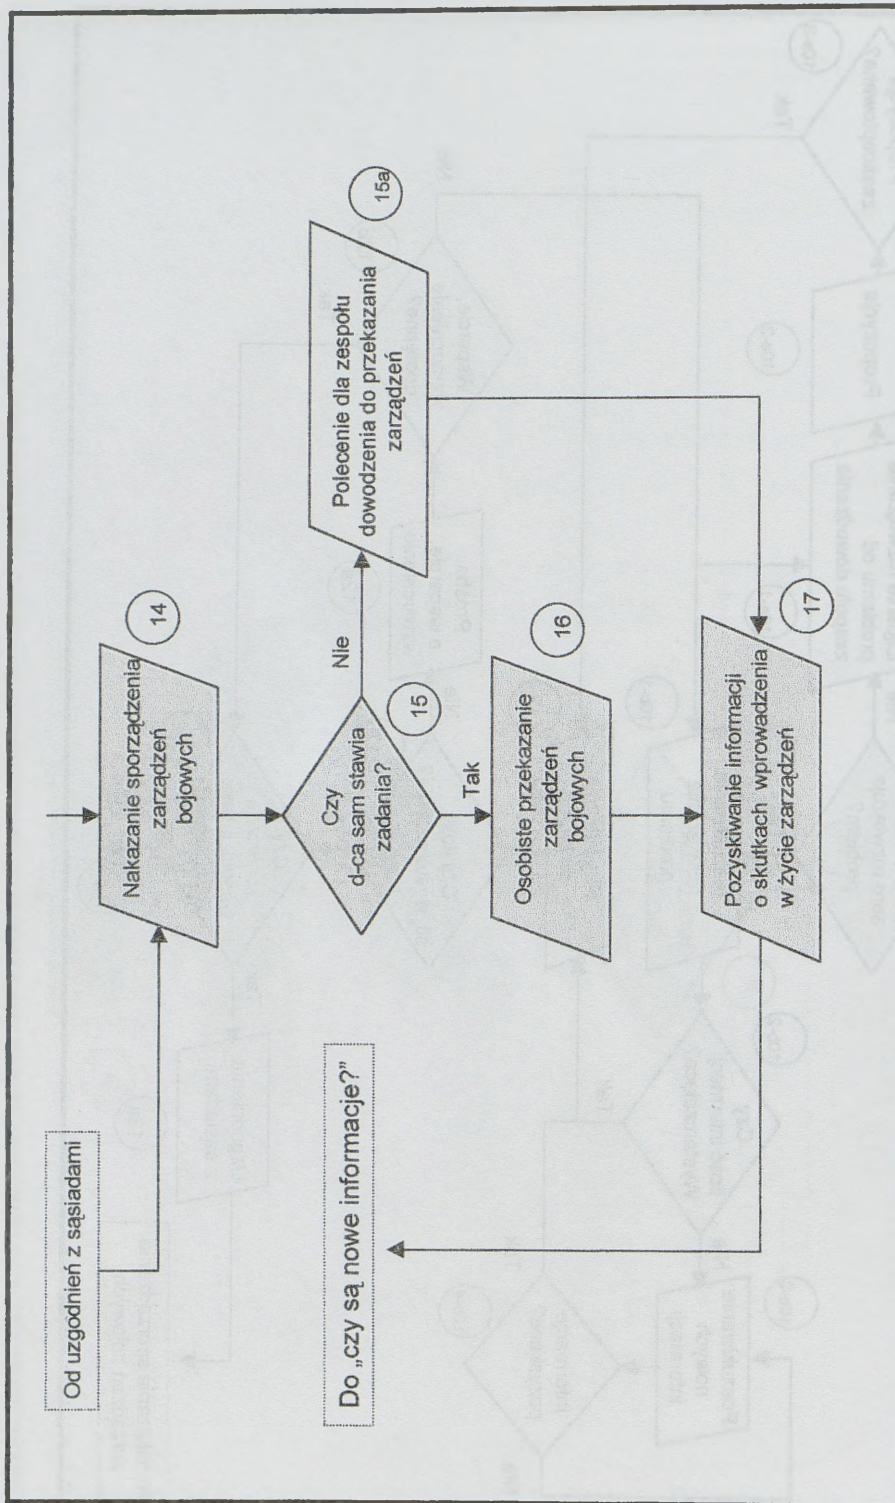 Od uzgodnień z sąsiadami
Nakazanie sporządzenia
zarządzeń
bojowych
14
Czy
d-ca sam stawia
zadania?
15
Nie
Polecenie dla zespołu
dowodzenia do przekazania
zarządzeń
15a
Tak
Osobiste przekazanie
zarządzeń
bojowych
16
Do „czy są nowe informacje?”
Pozyskiwanie informacji
o skutkach wprowadzenia
w życie zarządzeń
17